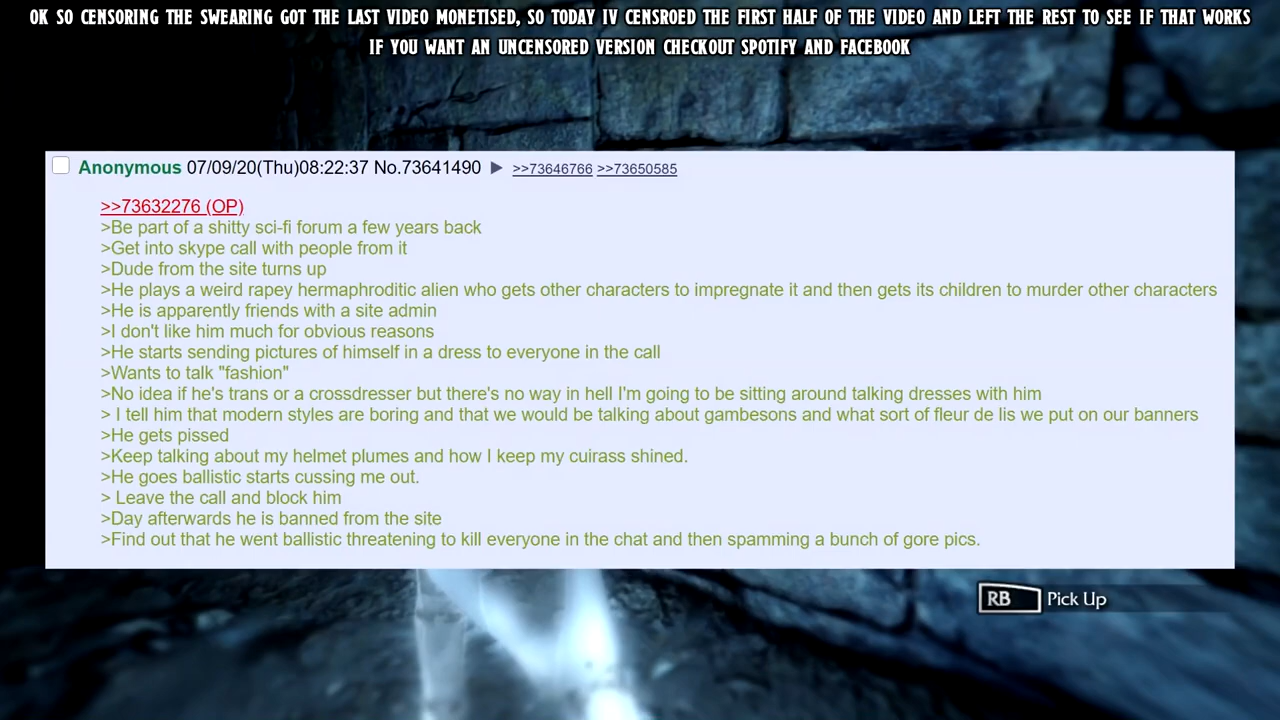 OK SO CENSORING THE SWEARING GOT THE LAST VIDEO MONETISED, SO TODAY IV CENSROED THE FIRST HALF OF THE VIDEO AND LEFT THE REST TO SEE IF THAT WORKS
IF YOU WANT AN UNCENSORED VERSION CHECKOUT SPOTIFY AND FACEBOOK
Anonymous 07/09/20(Thu)08:22:37 No.73641490 ▶ >>73646766 >>73650585
>>73632276 (OP)
>Be part of a shitty sci-fi forum a few years back
>Get into skype call with people from it
>Dude from the site turns up
>He plays a weird rapey hermaphroditic alien who gets other characters to impregnate it and then gets its children to murder other characters
>He is apparently friends with a site admin
>I don't like him much for obvious reasons
>He starts sending pictures of himself in a dress to everyone in the call
>Wants to talk "fashion"
>No idea if he's trans or a crossdresser but there's no way in hell I'm going to be sitting around talking dresses with him
> I tell him that modern styles are boring and that we would be talking about gambesons and what sort of fleur de lis we put on our banners
>He gets pissed
>Keep talking about my helmet plumes and how I keep my cuirass shined.
>He goes ballistic starts cussing me out.
> Leave the call and block him
>Day afterwards he is banned from the site
>Find out that he went ballistic threatening to kill everyone in the chat and then spamming a bunch of gore pics.
RB Pick Up